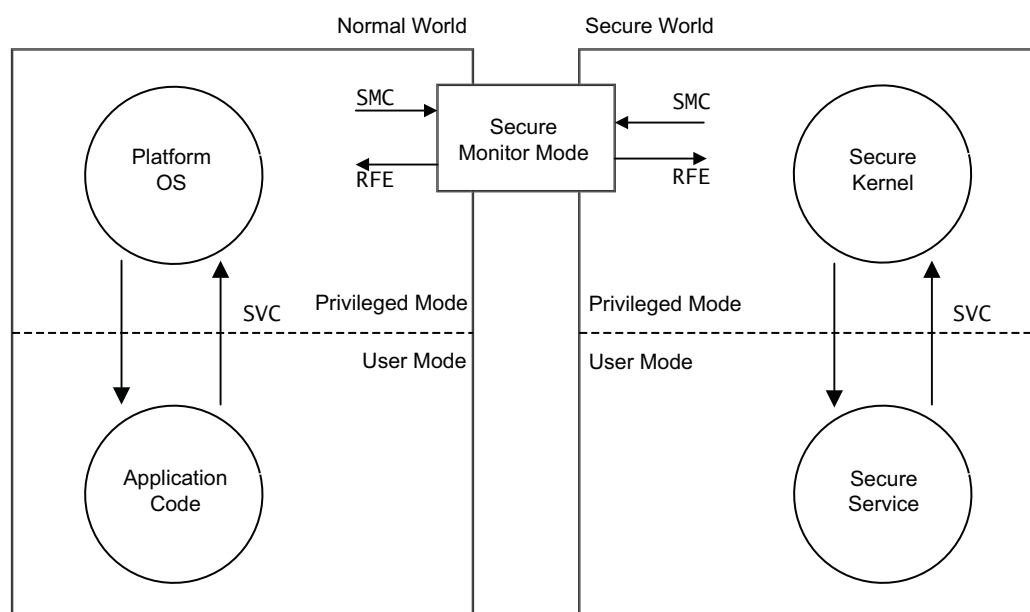 Normal World
Secure World
SMC
SMC
Secure
Monitor Mode
Platform
OS
Secure
Kernel
RFE
RFE
SVC
Privileged Mode
Privileged Mode
SVC
User Mode
User Mode
Application
Code
Secure
Service